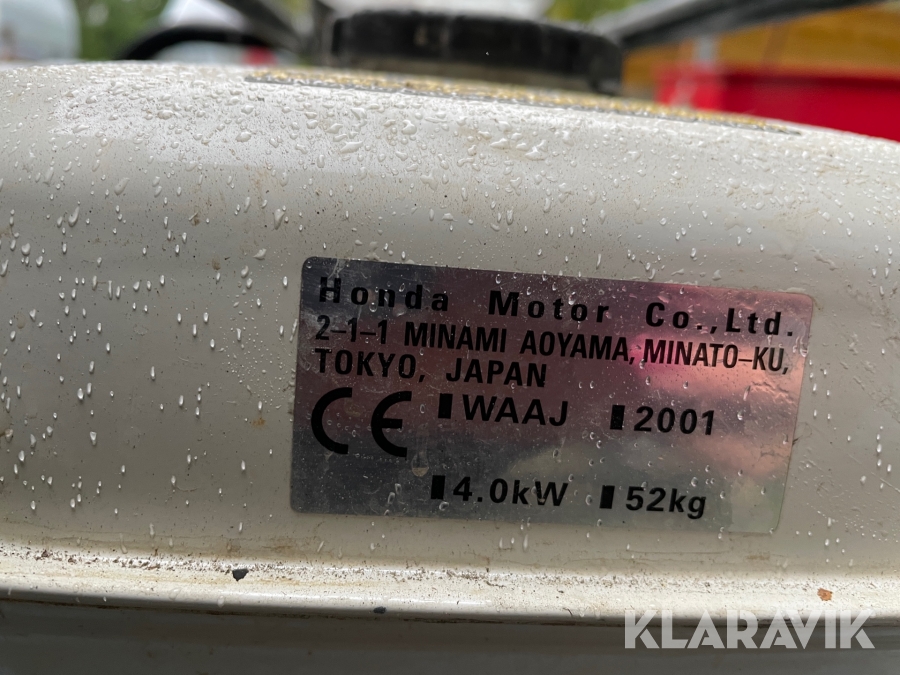 Honda Motor Co.,Ltd.
2-1-1 MINAMI AOYAMA, MINATO-KU,
TOKYO, JAPAN
CE ▮WAAJ ▮2001
▮4.0kW ▮52kg
KLARAVIK